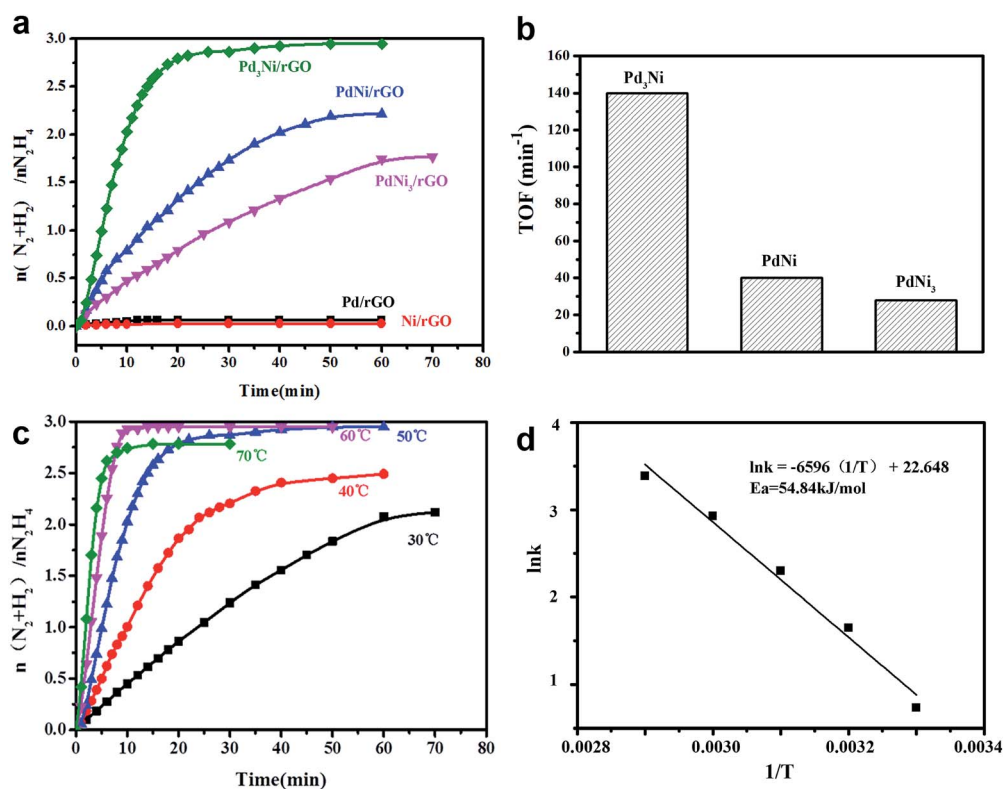 a
3.0
2.5
2.0
1.5
1.0
0.5
0.0
n( N₂+H₂) /nN₂H₄
Pd₃Ni/rGO
PdNi/rGO
PdNi₃/rGO
Pd/rGO
Ni/rGO
0 10 20 30 40 50 60 70 80
Time(min)
b
160
140
120
100
80
60
40
20
0
TOF (min⁻¹)
Pd₃Ni
PdNi
PdNi₃
c
3.0
2.5
2.0
1.5
1.0
0.5
0.0
n (N₂+H₂) /nN₂H₄
60℃
50℃
70℃
40℃
30℃
0 10 20 30 40 50 60 70 80
Time(min)
d
4
3
2
1
lnk
lnk = -6596 (1/T) + 22.648
Ea=54.84kJ/mol
0.0028 0.0030 0.0032 0.0034
1/T